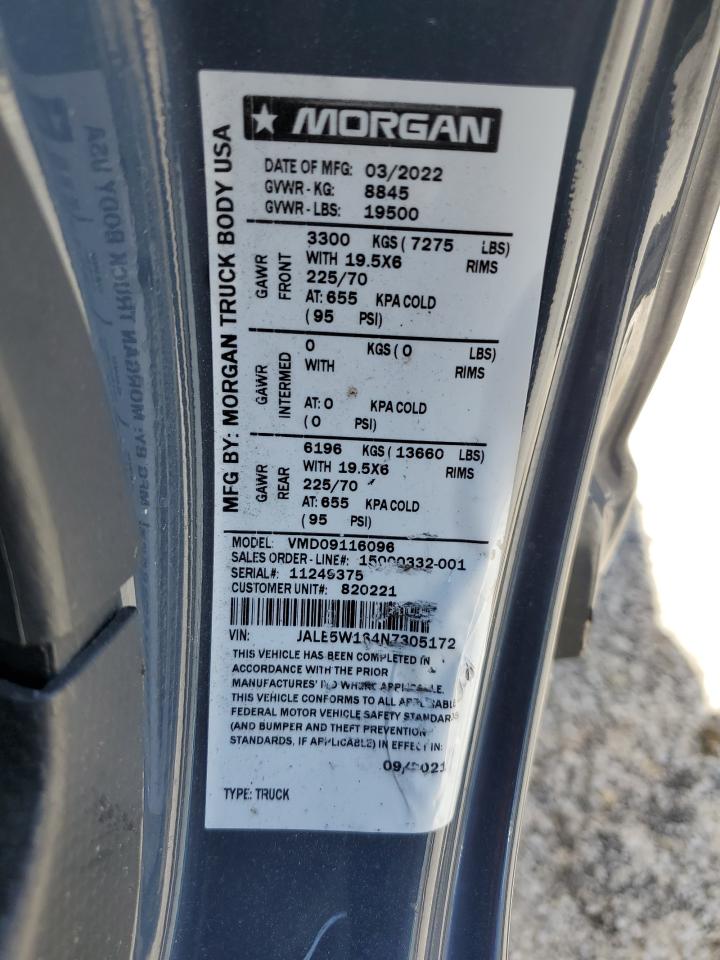 MORGAN
MFG BY: MORGAN TRUCK BODY USA
DATE OF MFG: 03/2022
GVWR - KG: 8845
GVWR - LBS: 19500
GAWR FRONT
3300 KGS ( 7275 LBS)
WITH 19.5X6 RIMS
225/70
AT: 655 KPA COLD
( 95 PSI)
GAWR INTERMED
0 KGS ( 0 LBS)
WITH RIMS
AT: 0 KPA COLD
( 0 PSI)
GAWR REAR
6196 KGS ( 13660 LBS)
WITH 19.5X6 RIMS
225/70
AT: 655 KPA COLD
( 95 PSI)
MODEL: VMD09116096
SALES ORDER - LINE#:
SERIAL#: 11249375
CUSTOMER UNIT#: 820221
VIN:
THIS VEHICLE HAS BEEN COMPLETED IN
ACCORDANCE WITH THE PRIOR
MANUFACTURES' WHERE APPLICABLE.
THIS VEHICLE CONFORMS TO ALL APPLICABLE
FEDERAL MOTOR VEHICLE SAFETY STANDARDS
(AND BUMPER AND THEFT PREVENTION
STANDARDS, IF APPLICABLE) IN EFFECT IN:
TYPE: TRUCK